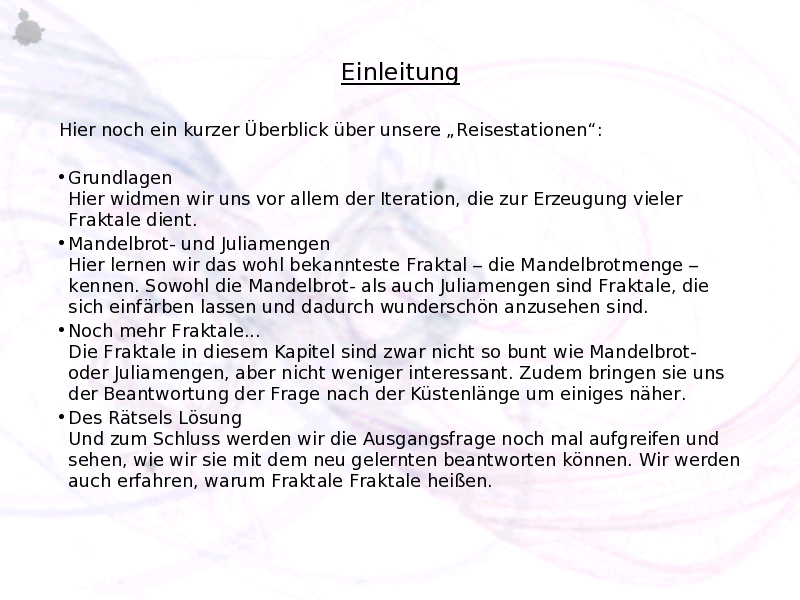 Einleitung
Hier noch ein kurzer Überblick über unsere „Reisestationen“:
•Grundlagen
Hier widmen wir uns vor allem der Iteration, die zur Erzeugung vieler
Fraktale dient.
•Mandelbrot- und Juliamengen
Hier lernen wir das wohl bekannteste Fraktal – die Mandelbrotmenge –
kennen. Sowohl die Mandelbrot- als auch Juliamengen sind Fraktale, die
sich einfärben lassen und dadurch wunderschön anzusehen sind.
•Noch mehr Fraktale...
Die Fraktale in diesem Kapitel sind zwar nicht so bunt wie Mandelbrot-
oder Juliamengen, aber nicht weniger interessant. Zudem bringen sie uns
der Beantwortung der Frage nach der Küstenlänge um einiges näher.
•Des Rätsels Lösung
Und zum Schluss werden wir die Ausgangsfrage noch mal aufgreifen und
sehen, wie wir sie mit dem neu gelernten beantworten können. Wir werden
auch erfahren, warum Fraktale Fraktale heißen.